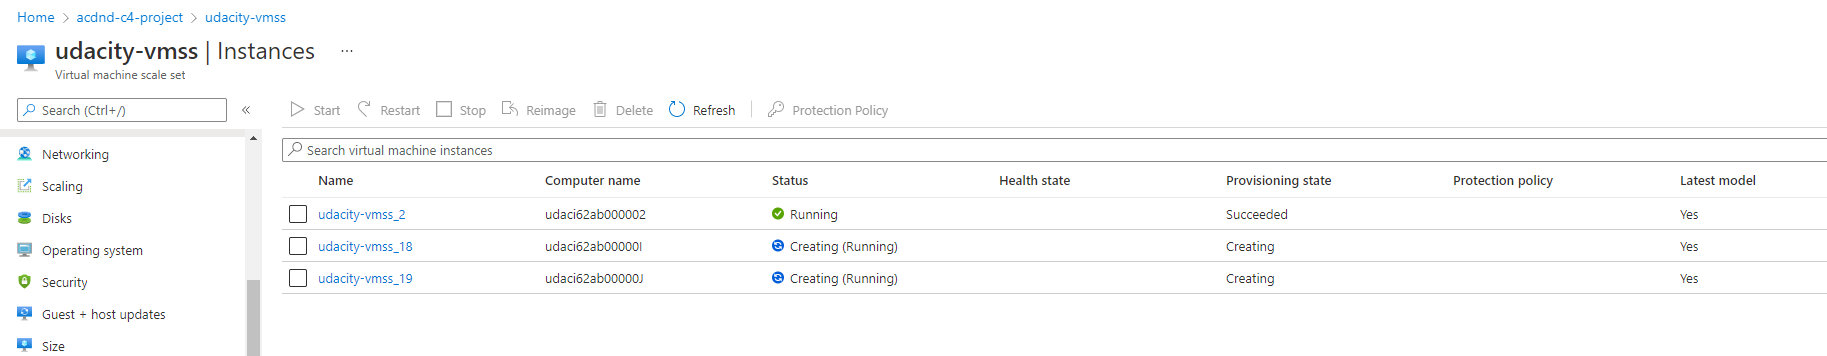 Home > acdnd-c4-project > udacity-vmss
udacity-vmss | Instances ...
Virtual machine scale set
Search (Ctrl+/) «
Start Restart Stop Reimage Delete Refresh Protection Policy
Networking
Scaling
Disks
Operating system
Security
Guest + host updates
Size
Search virtual machine instances
Name Computer name Status Health state Provisioning state Protection policy Latest model
udacity-vmss_2 udaci62ab000002 Running Succeeded Yes
udacity-vmss_18 udaci62ab00000I Creating (Running) Creating Yes
udacity-vmss_19 udaci62ab00000J Creating (Running) Creating Yes